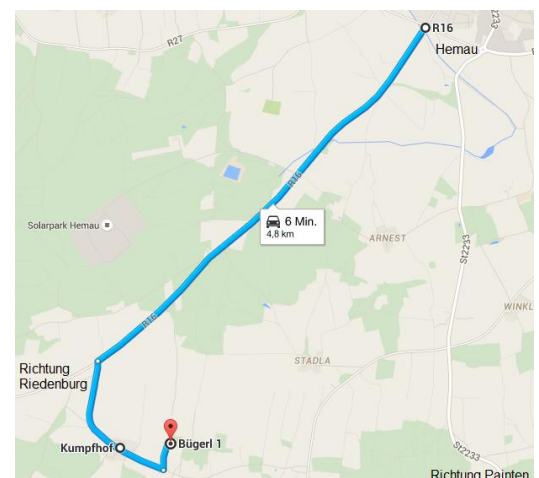 R16
R27
Hemau
St2233
R16
6 Min.
4,8 km
Solarpark Hemau
ARNEST
St2233
WINKL
R16
STADLA
Richtung
Riedenburg
Kumpfhof
Bügerl 1
St2233
Richtung Painten